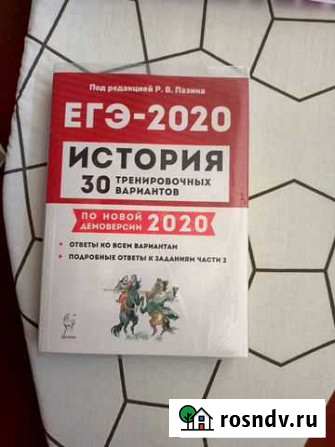 Под редакцией Р. В. Пазина
ЕГЭ-2020
ИСТОРИЯ
30 ТРЕНИРОВОЧНЫХ
ВАРИАНТОВ
ПО НОВОЙ
ДЕМОВЕРСИИ 2020
ОТВЕТЫ КО ВСЕМ ВАРИАНТАМ
ПОДРОБНЫЕ ОТВЕТЫ К ЗАДАНИЯМ ЧАСТИ 2
rosndv.ru